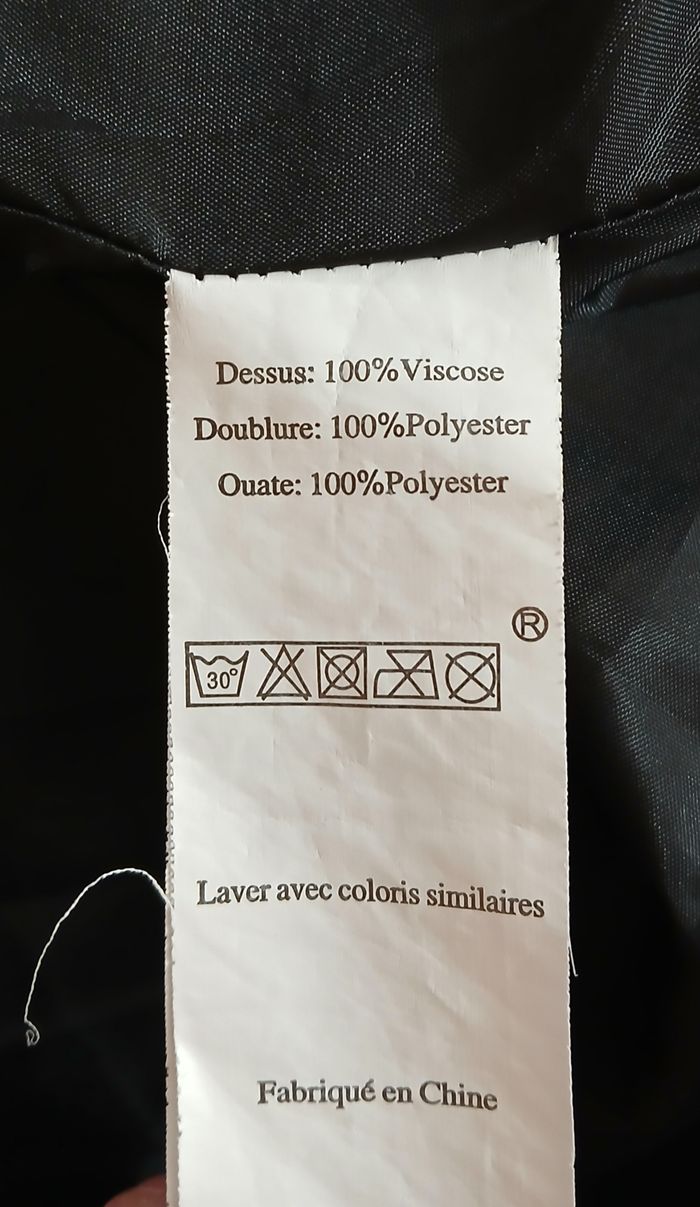 Dessus: 100%Viscose
Doublure: 100%Polyester
Ouate: 100%Polyester
®
30°
Laver avec coloris similaires
Fabriqué en Chine